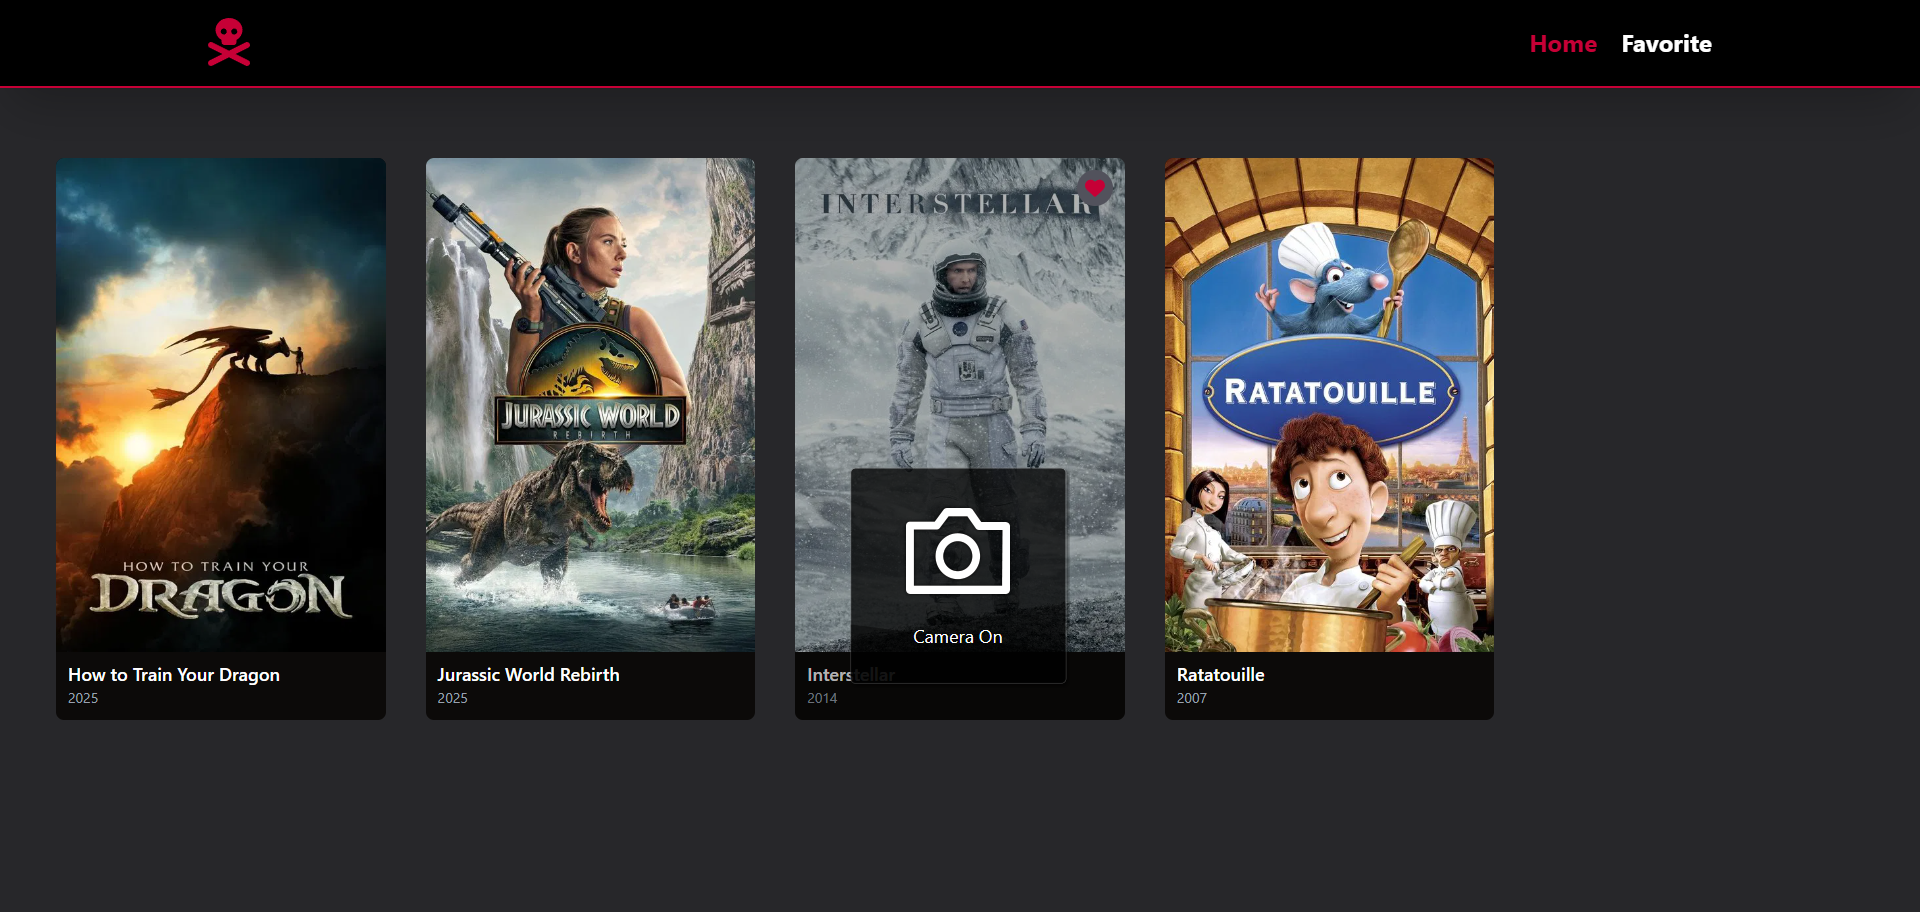 Home Favorite
INTERSTELLAR
RATATOUILLE
JURASSIC WORLD
REBIRTH
HOW TO TRAIN YOUR
DRAGON
Camera On
How to Train Your Dragon
2025
Jurassic World Rebirth
2025
Interstellar
2014
Ratatouille
2007